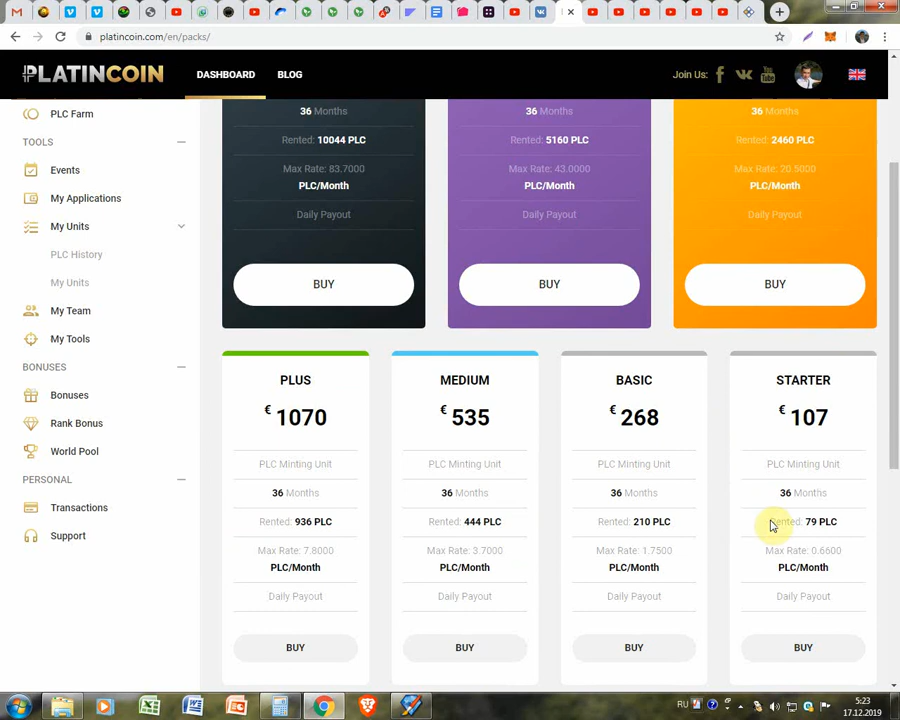 platincoin.com/en/packs/
PLATINCOIN
DASHBOARD
BLOG
Join Us:
You
Tube
PLC Farm
TOOLS
Events
My Applications
My Units
PLC History
My Units
My Team
My Tools
BONUSES
Bonuses
Rank Bonus
World Pool
PERSONAL
Transactions
Support
36 Months
Rented: 10044 PLC
Max Rate: 83.7000
PLC/Month
Daily Payout
BUY
36 Months
Rented: 5160 PLC
Max Rate: 43.0000
PLC/Month
Daily Payout
BUY
36 Months
Rented: 2460 PLC
Max Rate: 20.5000
PLC/Month
Daily Payout
BUY
PLUS
€ 1070
PLC Minting Unit
36 Months
Rented: 936 PLC
Max Rate: 7.8000
PLC/Month
Daily Payout
BUY
MEDIUM
€ 535
PLC Minting Unit
36 Months
Rented: 444 PLC
Max Rate: 3.7000
PLC/Month
Daily Payout
BUY
BASIC
€ 268
PLC Minting Unit
36 Months
Rented: 210 PLC
Max Rate: 1.7500
PLC/Month
Daily Payout
BUY
STARTER
€ 107
PLC Minting Unit
36 Months
Rented: 79 PLC
Max Rate: 0.6600
PLC/Month
Daily Payout
BUY
RU
5:23
17.12.2019